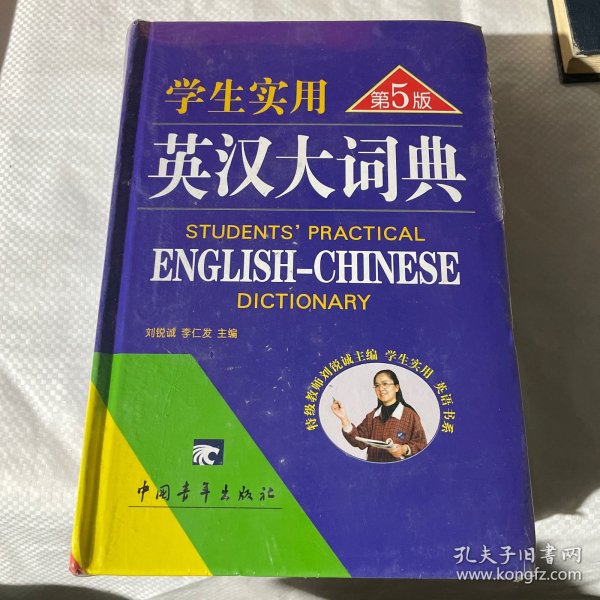 学生实用
第5版
英汉大词典
STUDENTS' PRACTICAL
ENGLISH-CHINESE
DICTIONARY
刘锐诚 李仁发 主编
特级教师刘锐诚主编 学生实用 英语书系
中国青年出版社
孔夫子旧书网
www.kongfz.com